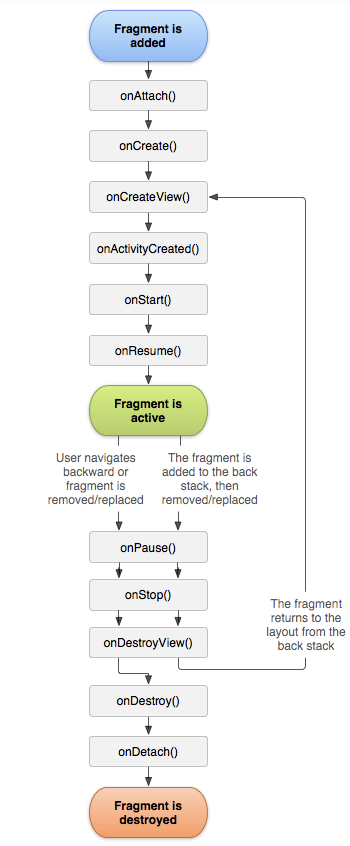 Fragment is
added
onAttach()
onCreate()
onCreateView()
onActivityCreated()
onStart()
onResume()
Fragment is
active
User navigates
backward or
fragment is
removed/replaced
The fragment is
added to the back
stack, then
removed/replaced
onPause()
onStop()
The fragment
returns to the
layout from the
back stack
onDestroyView()
onDestroy()
onDetach()
Fragment is
destroyed